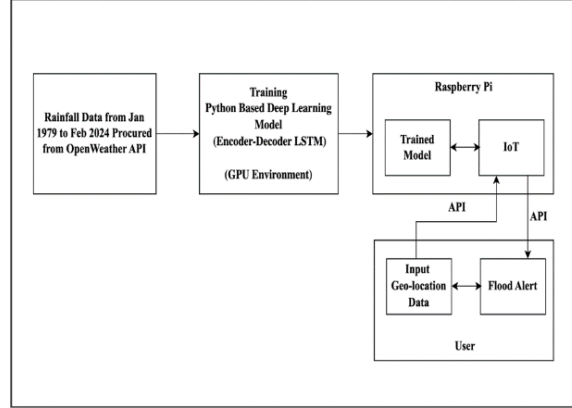 Rainfall Data from Jan
1979 to Feb 2024 Procured
from OpenWeather API
Training
Python Based Deep Learning
Model
(Encoder-Decoder LSTM)
(GPU Environment)
Raspberry Pi
Trained
Model
IoT
API
API
Input
Geo-location
Data
Flood Alert
User